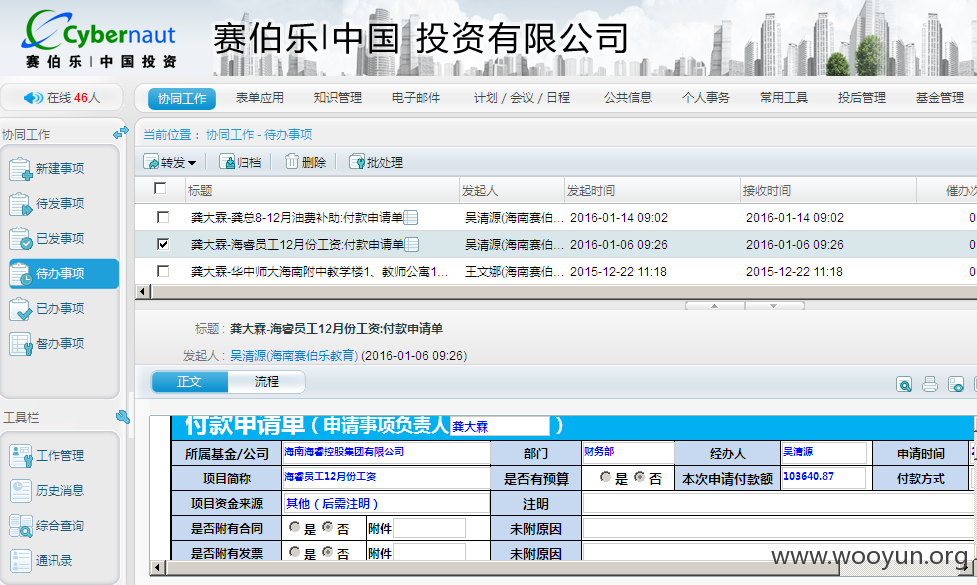 Cybernaut
赛伯乐|中国投资
赛伯乐|中国 投资有限公司
在线 46人
协同工作 表单应用 知识管理 电子邮件 计划 / 会议 / 日程 公共信息 个人事务 常用工具 投后管理 基金管理
协同工作
新建事项
待发事项
已发事项
待办事项
已办事项
督办事项
工具栏
工作管理
历史消息
综合查询
通讯录
当前位置： 协同工作 - 待办事项
转发 归档 删除 批处理
标题 发起人 发起时间 接收时间 催办次
龚大霖-龚总8-12月油费补助:付款申请单 吴清源(海南赛伯... 2016-01-14 09:02 2016-01-14 09:02 0
龚大霖-海睿员工12月份工资:付款申请单 吴清源(海南赛伯... 2016-01-06 09:26 2016-01-06 09:26 0
龚大霖-华中师大海南附中教学楼1、教师公寓1... 王文娜(海南赛伯... 2015-12-22 11:18 2015-12-22 11:18 0
标题 : 龚大霖-海睿员工12月份工资:付款申请单
发起人 : 吴清源(海南赛伯乐教育) (2016-01-06 09:26)
正文 流程
付款申请单（申请事项负责人 龚大霖 ）
所属基金/公司 海南海睿控股集团有限公司 部门 财务部 经办人 吴清源 申请时间 2
项目简称 海睿员工12月份工资 是否有预算 是 否 本次申请付款额 103640.87 付款方式
项目资金来源 其他（后需注明） 注明
是否附有合同 是 否 附件 未附原因
是否附有发票 是 否 附件 未附原因
www.wooyun.org